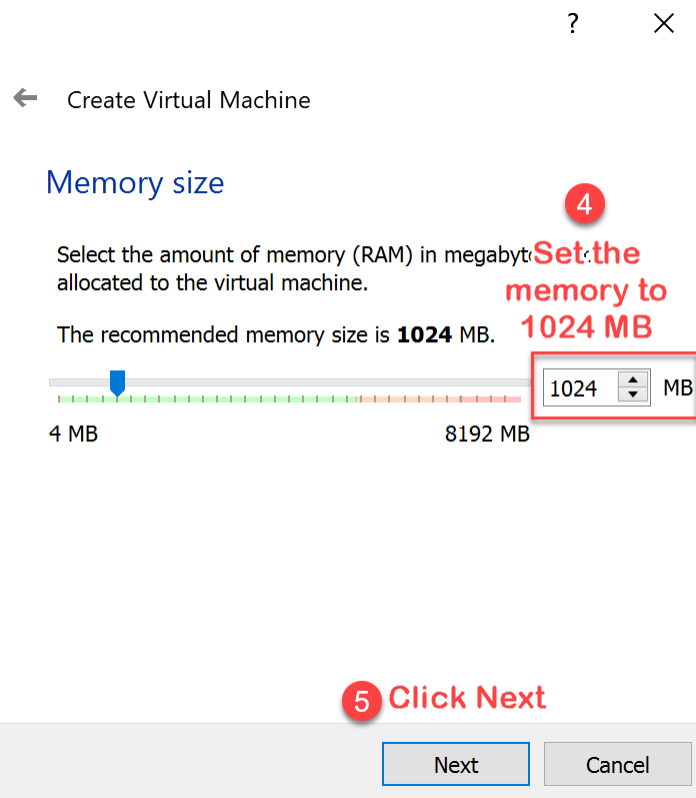 ?
Create Virtual Machine
Memory size
4
Select the amount of memory (RAM) in
Set the
allocated to the virtual machine.
memory to
The recommended memory size is 1024 MB.
1024 MB
1024 MB
4 MB 8192 MB
5 Click Next
Next Cancel